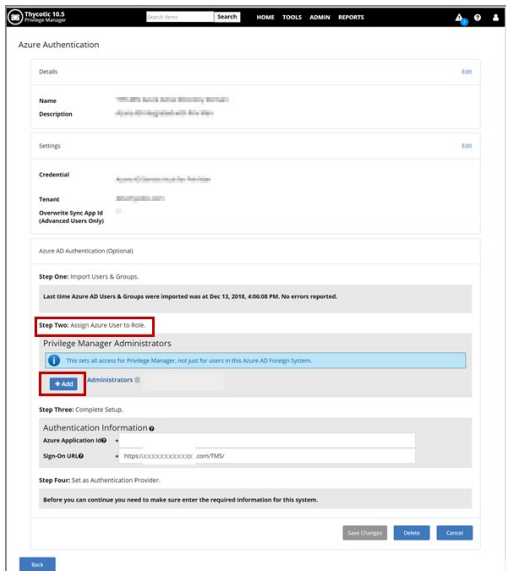 Thycotic 10.5
Privilege Manager
Search Items
Search
HOME TOOLS ADMIN REPORTS
Azure Authentication
Details
Edit
Name
Description
Settings
Edit
Credential
Tenant
Overwrite Sync App Id
(Advanced Users Only)
Azure AD Authentication (Optional)
Step One: Import Users & Groups.
Last time Azure AD Users & Groups were imported was at Dec 13, 2018, 4:06:08 PM. No errors reported.
Step Two: Assign Azure User to Role.
Privilege Manager Administrators
This sets all access for Privilege Manager, not just for users in this Azure AD Foreign System.
+ Add
Administrators
Step Three: Complete Setup.
Authentication Information
Azure Application Id
Sign-On URL
https://xxxxxxxxxxxxx .com/TMS/
Step Four: Set as Authentication Provider.
Before you can continue you need to make sure enter the required information for this system.
Save Changes
Delete
Cancel
Back